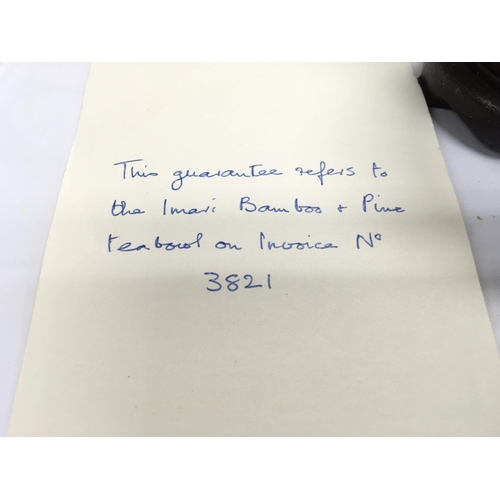 This guarantee refers to
the Imari Bamboo + Pine
teabowl on Invoice Nº
3821